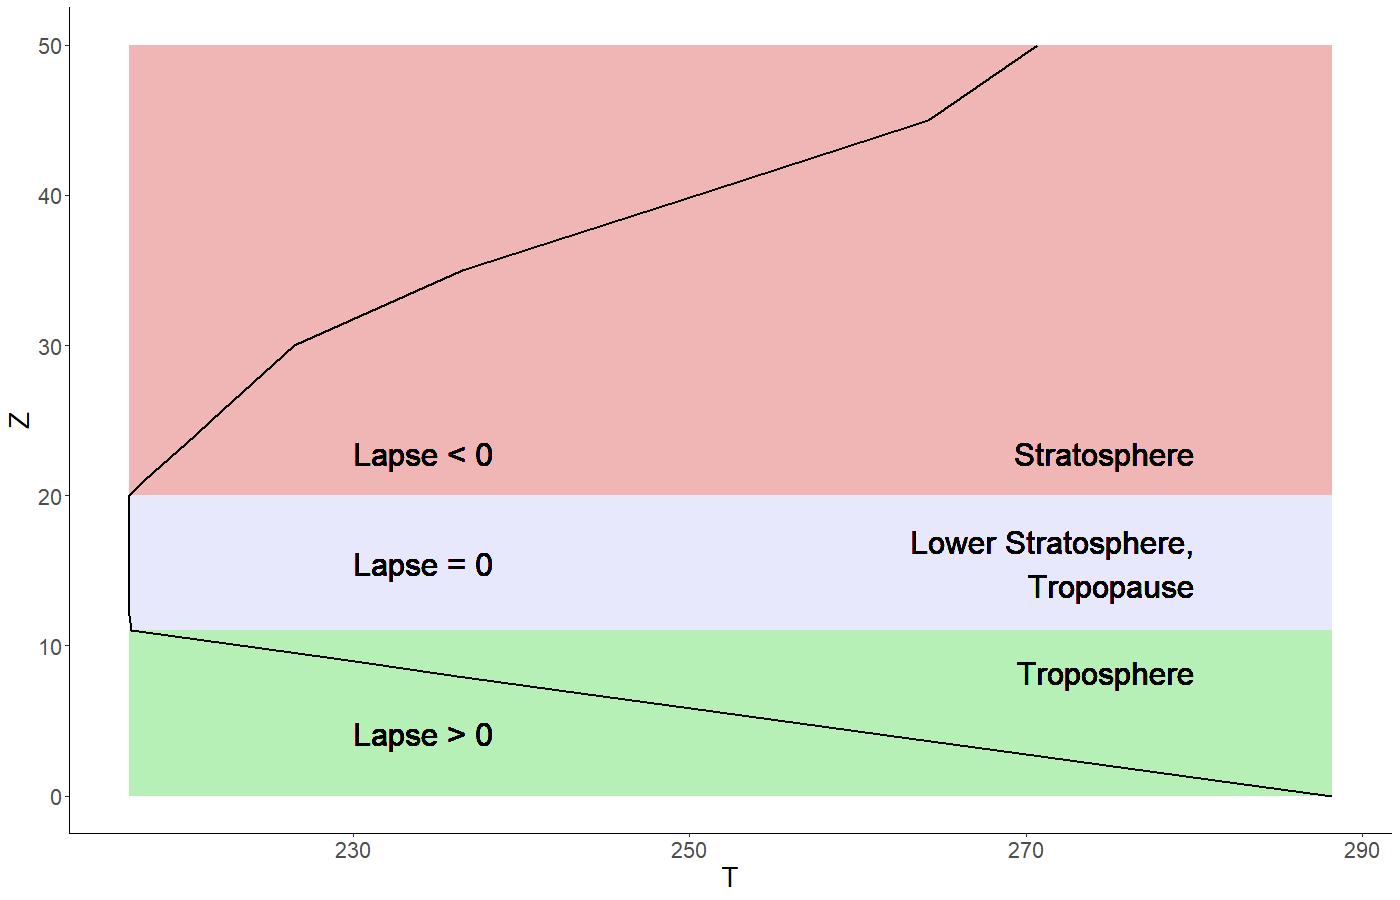 50
40
30
20
10
0
Z
Lapse < 0
Stratosphere
Lower Stratosphere,
Lapse = 0
Tropopause
Troposphere
Lapse > 0
230
250
270
290
T